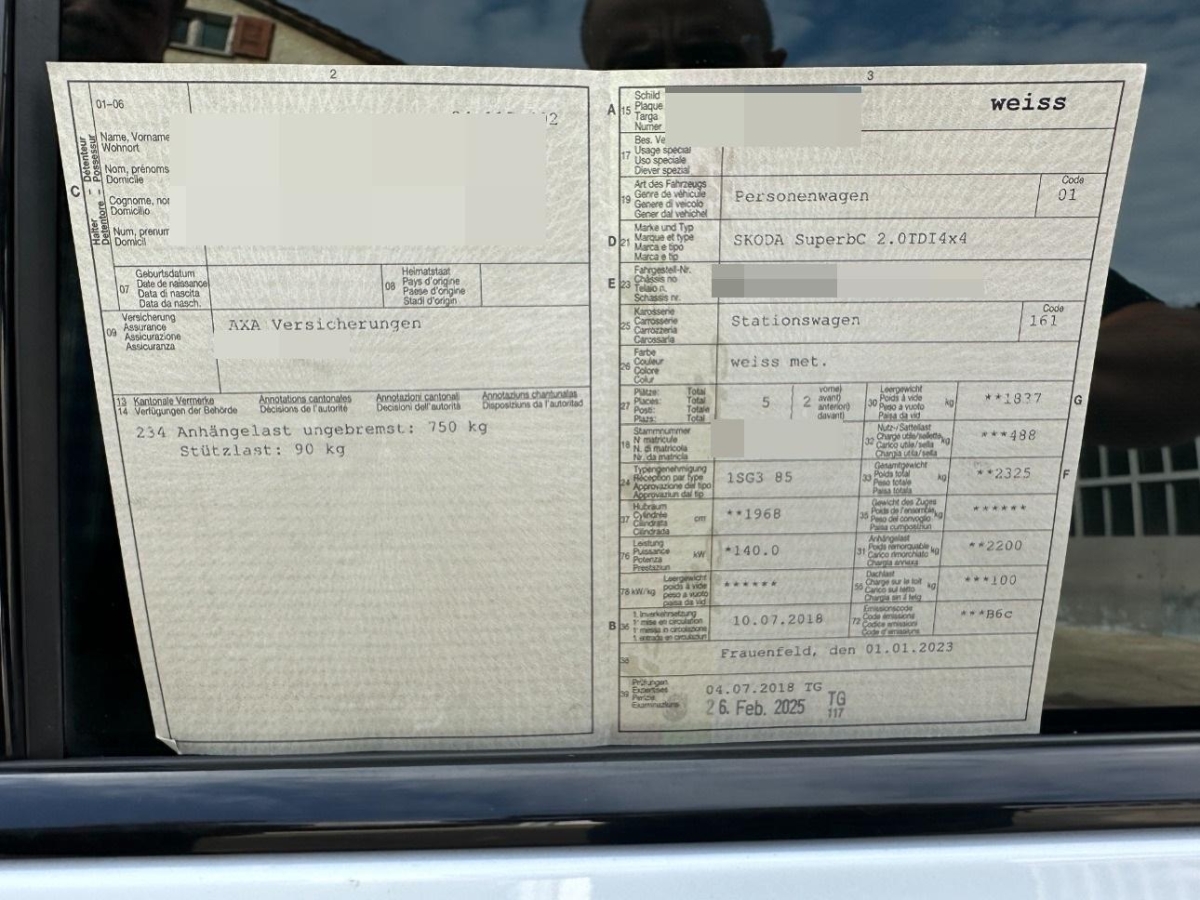 2
01-06
2
Halter - Détenteur
Detentore - Possessur
C
Name, Vorname
Wohnort
Nom, prénoms
Domicile
Cognome, nor
Domicilio
Num, prenum
Domicil
07
Geburtsdatum
Date de naissance
Data di nascita
Data da nasch.
08
Heimatstaat
Pays d'origine
Paese d'origine
Stadi d'origin
09
Versicherung
Assurance
Assicurazione
Assicuranza
AXA Versicherungen
13 Kantonale Vermerke
14 Verfügungen der Behörde
Annotations cantonales
Décisions de l'autorité
Annotazioni cantonali
Decisioni dell'autorità
Annotaziuns chantunalas
Disposiziuns da l'autoritad
234 Anhängelast ungebremst: 750 kg
Stützlast: 90 kg
3
A
15
Schild
Plaque
Targa
Numer
weiss
17
Bes. Ve
Usage spécial
Uso speciale
Diever spezial
19
Art des Fahrzeugs
Genre de véhicule
Genere di veicolo
Gener dal vehichel
Personenwagen
Code
01
D
21
Marke und Typ
Marque et type
Marca e tipo
Marca e tip
SKODA SuperbC 2.0TDI4x4
E
23
Fahrgestell-Nr.
Châssis no
Telaio n.
Schassis nr.
25
Karosserie
Carrosserie
Carrozzeria
Carossaria
Stationswagen
Code
161
26
Farbe
Couleur
Colore
Colur
weiss met.
27
Plätze: Total
Places: Total
Posti: Totale
Plazs: Total
5
2
vorne)
avant)
anteriori)
davant)
30
Leergewicht
Poids à vide
Peso a vuoto
Paisa da vid
kg
**1837
G
18
Stammnummer
N° matricule
N. di matricola
Nr. da matricla
32
Nutz-/Sattellast
Charge utile/sellette
Carico utile/sella
Chargia utila/sella
kg
***488
24
Typengenehmigung
Réception par type
Approvazione del tipo
Approvaziun dal tip
1SG3 85
33
Gesamtgewicht
Poids total
Peso totale
Paisa totala
kg
**2325
F
37
Hubraum
Cylindrée
Cilindrata
Cilindrada
cm
**1968
35
Gewicht des Zuges
Poids de l'ensemble
Peso del convoglio
Paisa cumposiziun
kg
******
76
Leistung
Puissance
Potenza
Prestaziun
kW
*140.0
31
Anhängelast
Poids remorquable
Carico rimorchiato
Chargia annexa
kg
**2200
78 kW/kg
Leergewicht
poids à vide
peso a vuoto
paisa da vid
******
55
Dachlast
Charge sur le toit
Carico sul tetto
Chargia sin il tetg
kg
***100
B
36
1. Inverkehrsetzung
1re mise en circulation
1a messa in circolazione
1. entrada en circulaziun
10.07.2018
72
Emissionscode
Code émissions
Codice emissioni
Code d'emissiuns
***B6c
38
Frauenfeld, den 01.01.2023
39
Prüfungen
Expertises
Perizie
Examinaziuns
04.07.2018 TG
26. Feb. 2025
TG
117